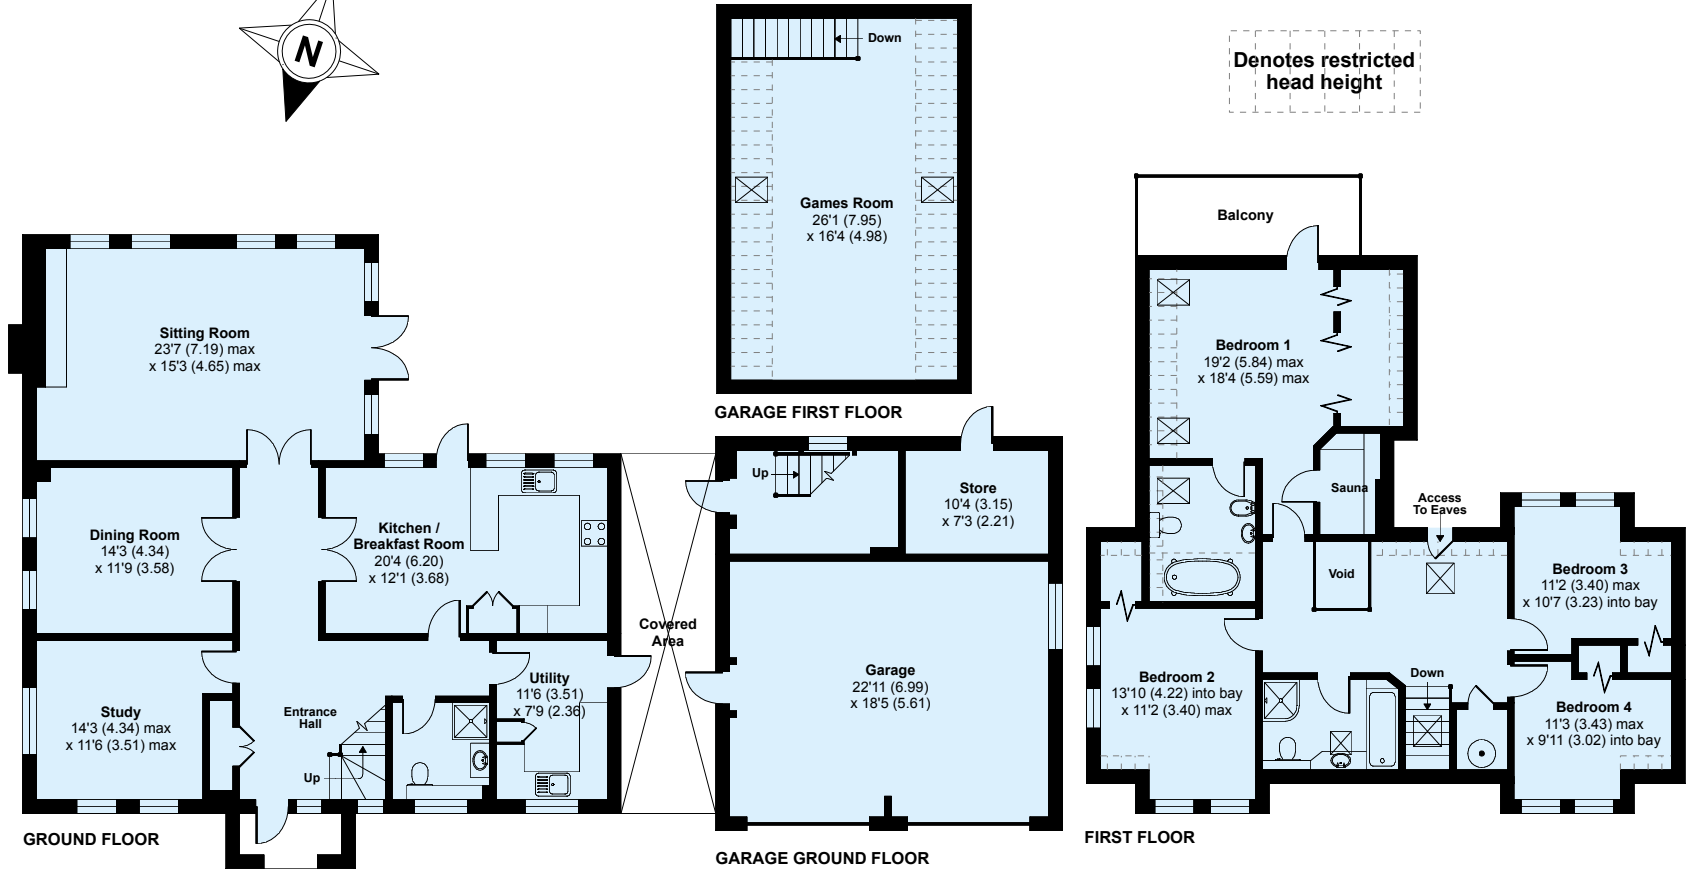 N
Down
Denotes restricted
head height
Games Room
26'1 (7.95)
x 16'4 (4.98)
GARAGE FIRST FLOOR
Balcony
Sitting Room
23'7 (7.19) max
x 15'3 (4.65) max
Bedroom 1
19'2 (5.84) max
x 18'4 (5.59) max
Up
Store
10'4 (3.15)
x 7'3 (2.21)
Sauna
Access
To Eaves
Dining Room
14'3 (4.34)
x 11'9 (3.58)
Kitchen /
Breakfast Room
20'4 (6.20)
x 12'1 (3.68)
Void
Bedroom 3
11'2 (3.40) max
x 10'7 (3.23) into bay
Covered
Area
Garage
22'11 (6.99)
x 18'5 (5.61)
Study
14'3 (4.34) max
x 11'6 (3.51) max
Entrance
Hall
Up
Utility
11'6 (3.51)
x 7'9 (2.36)
Bedroom 2
13'10 (4.22) into bay
x 11'2 (3.40) max
Down
Bedroom 4
11'3 (3.43) max
x 9'11 (3.02) into bay
GROUND FLOOR
GARAGE GROUND FLOOR
FIRST FLOOR